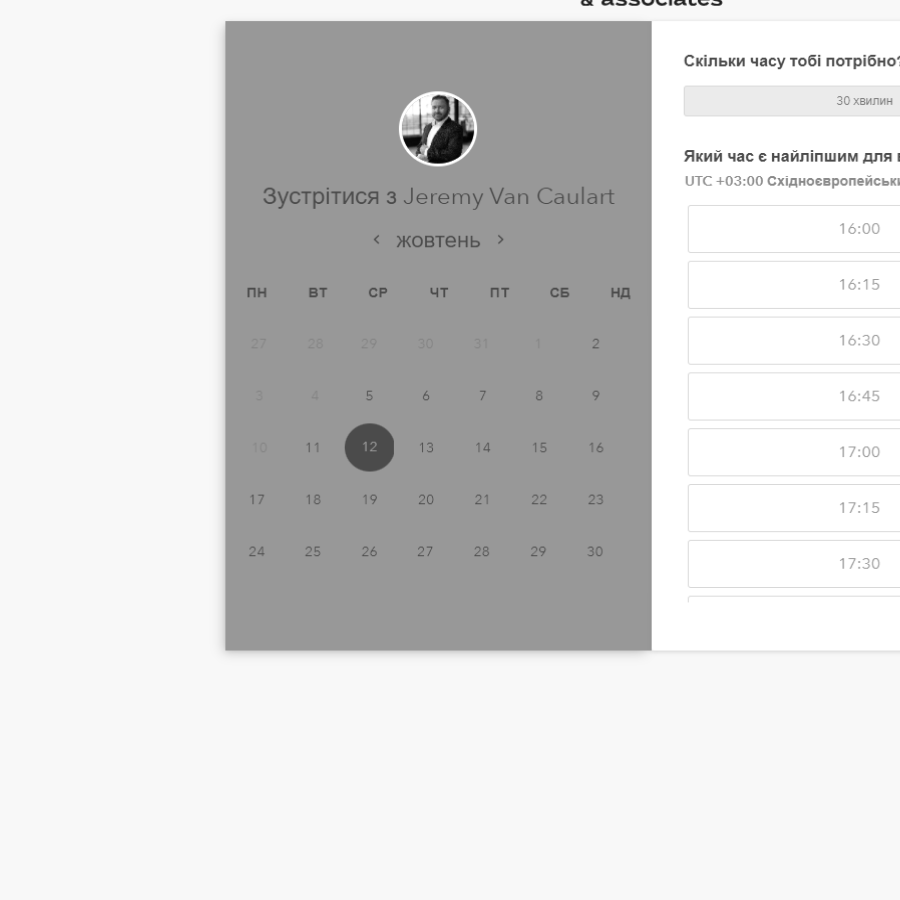 & associates
Зустрітися з Jeremy Van Caulart
< жовтень >
ПН ВТ СР ЧТ ПТ СБ НД
27 28 29 30 31 1 2
3 4 5 6 7 8 9
10 11 12 13 14 15 16
17 18 19 20 21 22 23
24 25 26 27 28 29 30
Скільки часу тобі потрібно?
30 хвилин
Який час є найліпшим для
UTC +03:00
16:00
16:15
16:30
16:45
17:00
17:15
17:30